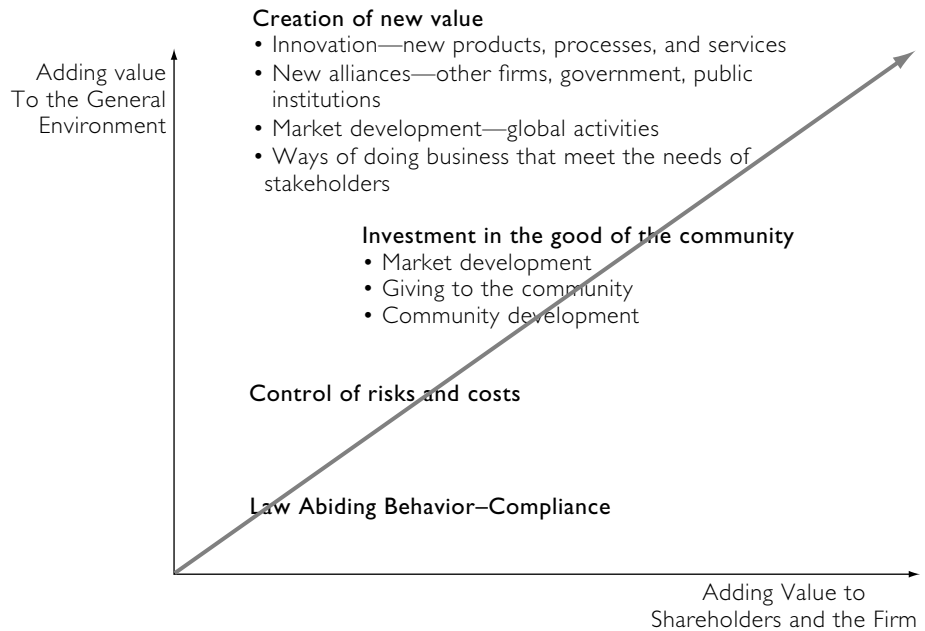 Creation of new value
• Innovation—new products, processes, and services
• New alliances—other firms, government, public
institutions
• Market development—global activities
• Ways of doing business that meet the needs of
stakeholders
Adding value
To the General
Environment
Investment in the good of the community
• Market development
• Giving to the community
• Community development
Control of risks and costs
Law Abiding Behavior–Compliance
Adding Value to
Shareholders and the Firm